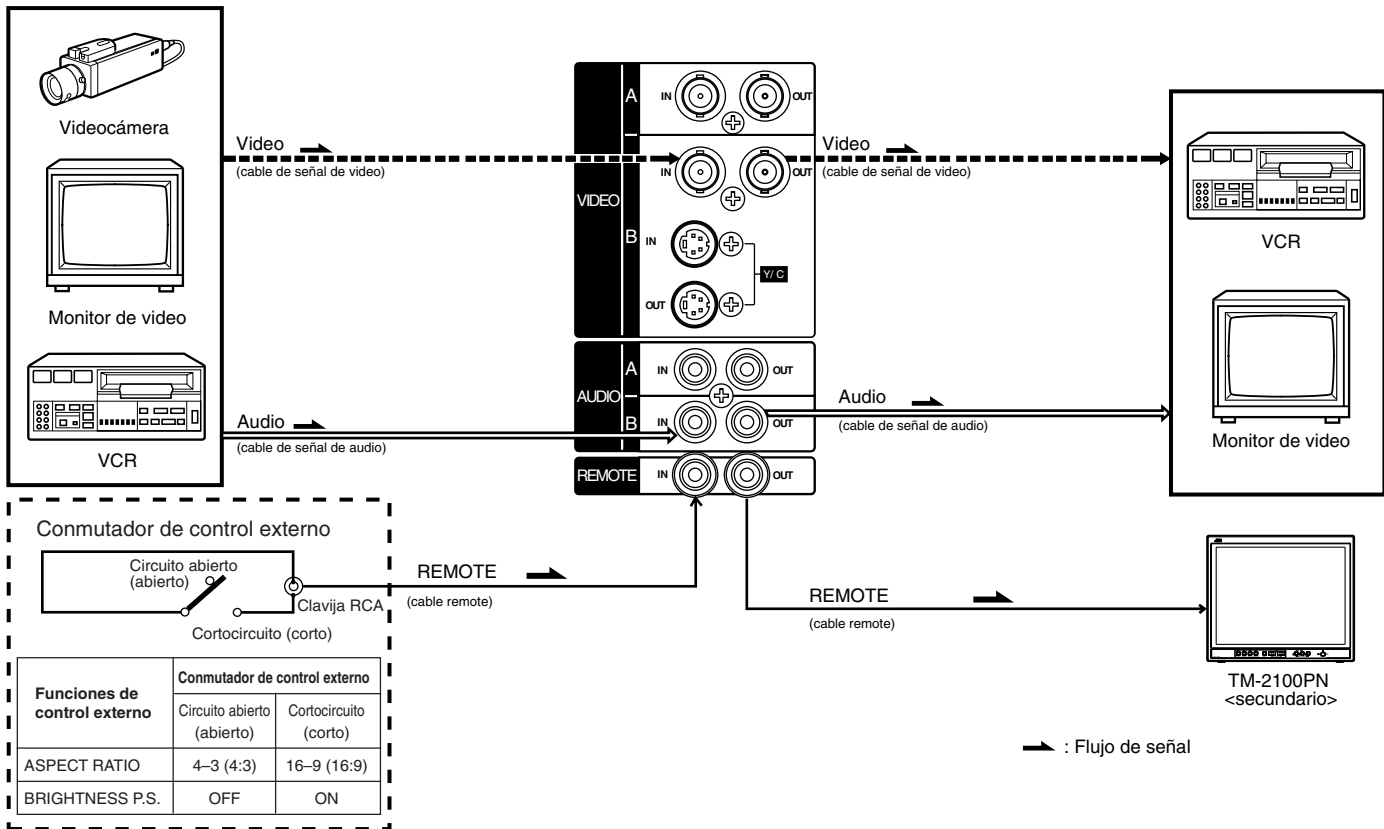 Videocámera
Monitor de video
VCR
Video
(cable de señal de video)
Audio
(cable de señal de audio)
VIDEO
A
IN
OUT
B
IN
OUT
IN
OUT
Y/C
AUDIO
A
IN
OUT
B
IN
OUT
REMOTE
IN
OUT
Video
(cable de señal de video)
Audio
(cable de señal de audio)
VCR
Monitor de video
Conmutador de control externo
Circuito abierto
(abierto)
Clavija RCA
Cortocircuito (corto)
REMOTE
(cable remote)
REMOTE
(cable remote)
TM-2100PN
<secundario>
Funciones de
control externo
Conmutador de control externo
Circuito abierto
(abierto)
Cortocircuito
(corto)
ASPECT RATIO 4–3 (4:3) 16–9 (16:9)
BRIGHTNESS P.S. OFF ON
: Flujo de señal